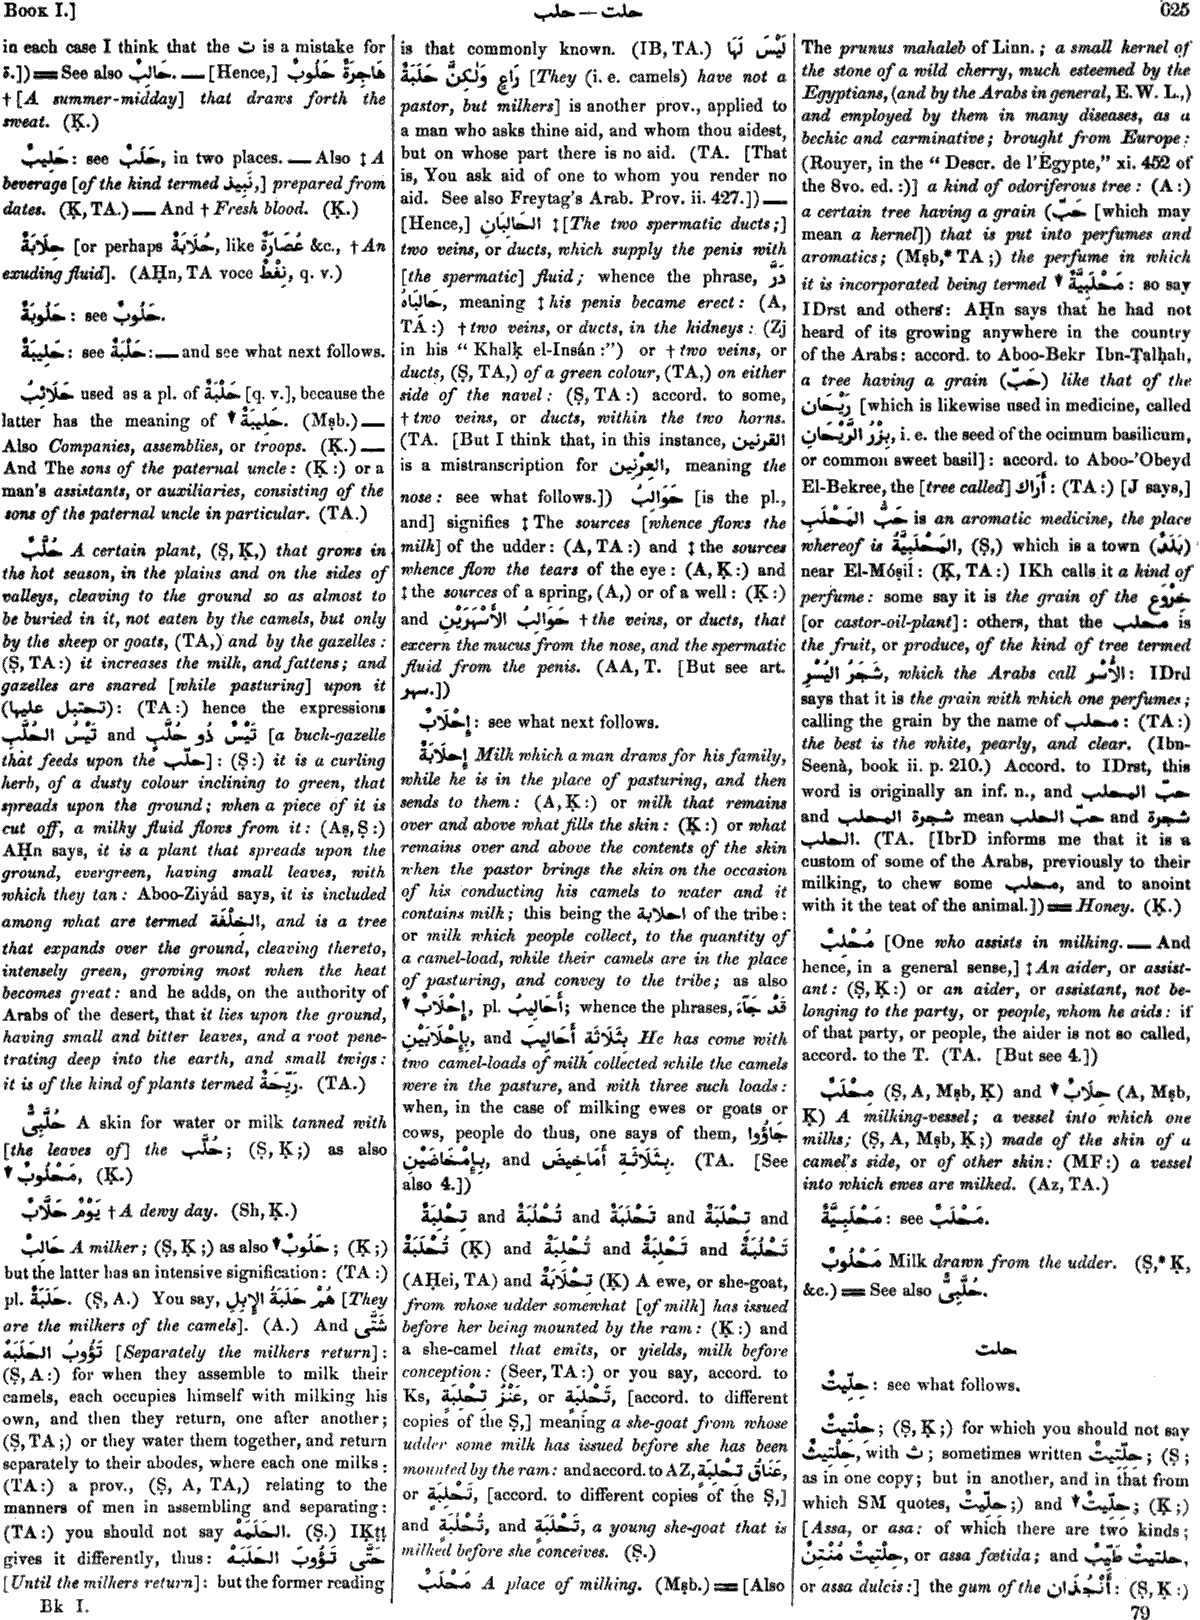 Book I.]
حلت — حلب
625
in each case I think that the ت is a mistake for
ة.]) ═ See also حَالِبٌ. — [Hence,] هَاجِرَةٌ حَلُوبٌ
† [A summer-midday] that draws forth the
sweat. (Ḳ.)
حَلِيبٌ: see حَلَبٌ, in two places. — Also ‡ A
beverage [of the kind termed نَبِيذ,] prepared from
dates. (Ḳ, TA.) — And † Fresh blood. (Ḳ.)
حَلَابَةٌ [or perhaps حُلَابَةٌ, like عُصَارَةٌ &c., † An
exuding fluid]. (AḤn, TA voce نِفْطٌ, q. v.)
حَلُوبَةٌ: see حَلُوبٌ.
حَلِيبَةٌ: see حَلْبَةٌ: — and see what next follows.
حَلَائِبُ used as a pl. of حَلْبَةٌ [q. v.], because the
latter has the meaning of ▼ حَلِيبَةٌ. (Mṣb.) —
Also Companies, assemblies, or troops. (Ḳ.) —
And The sons of the paternal uncle: (Ḳ:) or a
man's assistants, or auxiliaries, consisting of the
sons of the paternal uncle in particular. (TA.)
حُلَّبٌ A certain plant, (Ṣ, Ḳ,) that grows in
the hot season, in the plains and on the sides of
valleys, cleaving to the ground so as almost to
be buried in it, not eaten by the camels, but only
by the sheep or goats, (TA,) and by the gazelles:
(Ṣ, TA:) it increases the milk, and fattens; and
gazelles are snared [while pasturing] upon it
(تحتبل عليها): (TA:) hence the expressions
تَيْسُ الحُلَّبِ and تَيْسٌ ذُو حُلَّبٍ [a buck-gazelle
that feeds upon the حلّب]: (Ṣ:) it is a curling
herb, of a dusty colour inclining to green, that
spreads upon the ground; when a piece of it is
cut off, a milky fluid flows from it: (Aṣ, Ṣ:)
AḤn says, it is a plant that spreads upon the
ground, evergreen, having small leaves, with
which they tan: Aboo-Ziyád says, it is included
among what are termed الخِلْفَة, and is a tree
that expands over the ground, cleaving thereto,
intensely green, growing most when the heat
becomes great: and he adds, on the authority of
Arabs of the desert, that it lies upon the ground,
having small and bitter leaves, and a root pene-
trating deep into the earth, and small twigs:
it is of the kind of plants termed رَيِّحَةٌ. (TA.)
حُلَّبِىٌّ A skin for water or milk tanned with
[the leaves of] the حُلَّب; (Ṣ, Ḳ;) as also
▼ مَحْلُوبٌ, (Ḳ.)
يَوْمٌ حَلَّابٌ † A dewy day. (Sh, Ḳ.)
حَالِبٌ A milker; (Ṣ, Ḳ;) as also ▼ حَلُوبٌ; (Ḳ;)
but the latter has an intensive signification: (TA:)
pl. حَلَبَةٌ. (Ṣ, A.) You say, هُمْ حَلَبَةُ الإِبِلِ [They
are the milkers of the camels]. (A.) And شَتَّى
تَؤُوبُ الحَلَبَهْ [Separately the milkers return]:
(Ṣ, A:) for when they assemble to milk their
camels, each occupies himself with milking his
own, and then they return, one after another;
(Ṣ, TA;) or they water them together, and return
separately to their abodes, where each one milks:
(TA:) a prov., (Ṣ, A, TA,) relating to the
manners of men in assembling and separating:
(TA:) you should not say الحَلَمَهْ. (Ṣ.) IḲṭṭ
gives it differently, thus: حَتَّى تَؤُوبَ الحَلَبَهْ
[Until the milkers return]: but the former reading
Bk I.
is that commonly known. (IB, TA.) لَيْسَ لَهَا
رَاعٍ وَلٰكِنْ حَلَبَةٌ [They (i. e. camels) have not a
pastor, but milkers] is another prov., applied to
a man who asks thine aid, and whom thou aidest,
but on whose part there is no aid. (TA. [That
is, You ask aid of one to whom you render no
aid. See also Freytag's Arab. Prov. ii. 427.]) —
[Hence,] الحَالِبَانِ ‡ [The two spermatic ducts;]
two veins, or ducts, which supply the penis with
[the spermatic] fluid; whence the phrase, دَرَّ
حَالِبَاهُ, meaning ‡ his penis became erect: (A,
TA:) † two veins, or ducts, in the kidneys: (Zj
in his “Khalḳ el-Insán:”) or † two veins, or
ducts, (Ṣ, TA,) of a green colour, (TA,) on either
side of the navel: (Ṣ, TA:) accord. to some,
† two veins, or ducts, within the two horns.
(TA. [But I think that, in this instance, القرنين
is a mistranscription for العِرْنِين, meaning the
nose: see what follows.]) حَوَالِبُ [is the pl.,
and] signifies ‡ The sources [whence flows the
milk] of the udder: (A, TA:) and ‡ the sources
whence flow the tears of the eye: (A, Ḳ:) and
‡ the sources of a spring, (A,) or of a well: (Ḳ:)
and حَوَالِبُ الأَسْهَرَيْنِ † the veins, or ducts, that
excern the mucus from the nose, and the spermatic
fluid from the penis. (AA, T. [But see art.
سهر.])
إِحْلَابٌ: see what next follows.
إِحْلَابَةٌ Milk which a man draws for his family,
while he is in the place of pasturing, and then
sends to them: (A, Ḳ:) or milk that remains
over and above what fills the skin: (Ḳ:) or what
remains over and above the contents of the skin
when the pastor brings the skin on the occasion
of his conducting his camels to water and it
contains milk; this being the احلابة of the tribe:
or milk which people collect, to the quantity of
a camel-load, while their camels are in the place
of pasturing, and convey to the tribe; as also
▼ إِحْلَابٌ, pl. أَحَالِيبُ; whence the phrases, قَدْ جَآءَ
بِإِحْلَابَيْنِ, and بِثَلَاثَةِ أَحَالِيبَ He has come with
two camel-loads of milk collected while the camels
were in the pasture, and with three such loads:
when, in the case of milking ewes or goats or
cows, people do thus, one says of them, جَاؤُوا
بِإِمْخَاضَيْنِ, and بِثَلَاثَةِ أَمَاخِيضَ. (TA. [See
also 4.])
تِحْلِبَةٌ and تُحْلُبَةٌ and تَحْلَبَةٌ and تِحْلَبَةٌ and
تُحْلَبَةٌ (Ḳ) and تُحْلِبَةٌ and تَحْلِبَةٌ and تَحْلُبَةٌ
(AḤei, TA) and تِحْلَابَةٌ (Ḳ) A ewe, or she-goat,
from whose udder somewhat [of milk] has issued
before her being mounted by the ram: (Ḳ:) and
a she-camel that emits, or yields, milk before
conception: (Seer, TA:) or you say, accord. to
Ks, عَنْزُ تِحْلِبَةٍ, or تَحْلُبَةٍ, [accord. to different
copies of the Ṣ,] meaning a she-goat from whose
udder some milk has issued before she has been
mounted by the ram: and accord. to AZ, عَنَاقُ تحْلبَةٍ,
or تَحْلُبَةٍ, [accord. to different copies of the Ṣ,]
and تُحْلُبَةٍ, and تَحْلَبَةٍ, a young she-goat that is
milked before she conceives. (Ṣ.)
مَحْلَبٌ A place of milking. (Mṣb.) ═ [Also
The prunus mahaleb of Linn.; a small kernel of
the stone of a wild cherry, much esteemed by the
Egyptians, (and by the Arabs in general, E. W. L.,)
and employed by them in many diseases, as a
bechic and carminative; brought from Europe:
(Rouyer, in the “Descr. de l'Égypte,” xi. 452 of
the 8vo. ed.:)] a kind of odoriferous tree: (A:)
a certain tree having a grain (حَبّ [which may
mean a kernel]) that is put into perfumes and
aromatics; (Mṣb,* TA;) the perfume in which
it is incorporated being termed ▼ مَحْلَبِيَّةٌ: so say
IDrst and others: AḤn says that he had not
heard of its growing anywhere in the country
of the Arabs: accord. to Aboo-Bekr Ibn-Ṭalḥah,
a tree having a grain (حَبّ) like that of the
رَيْحَان [which is likewise used in medicine, called
بِزْرُ الرَّيْحَانِ, i. e. the seed of the ocimum basilicum,
or common sweet basil]: accord. to Aboo-'Obeyd
El-Bekree, the [tree called] أَرَاك: (TA:) [J says,]
حَبُّ المَحْلَبِ is an aromatic medicine, the place
whereof is المَحْلَبِيَّةُ, (Ṣ,) which is a town (بَلَدٌ)
near El-Móṣil: (Ḳ, TA:) IKh calls it a kind of
perfume: some say it is the grain of the خِرْوَع
[or castor-oil-plant]: others, that the محلب is
the fruit, or produce, of the kind of tree termed
شَجَرُ اليُسْرِ, which the Arabs call الأُسْر: IDrd
says that it is the grain with which one perfumes;
calling the grain by the name of محلب: (TA:)
the best is the white, pearly, and clear. (Ibn-
Seenà, book ii. p. 210.) Accord. to IDrst, this
word is originally an inf. n., and حبّ المحلب
and شجرة المحلب mean حبّ الحلب and شجرة
الحلب. (TA. [IbrD informs me that it is a
custom of some of the Arabs, previously to their
milking, to chew some محلب, and to anoint
with it the teat of the animal.]) ═ Honey. (Ḳ.)
مُحْلِبٌ [One who assists in milking. — And
hence, in a general sense,] ‡ An aider, or assist-
ant: (Ṣ, Ḳ:) or an aider, or assistant, not be-
longing to the party, or people, whom he aids: if
of that party, or people, the aider is not so called,
accord. to the T. (TA. [But see 4.])
مِحْلَبٌ (Ṣ, A, Mṣb, Ḳ) and ▼ حِلَابٌ (A, Mṣb,
Ḳ) A milking-vessel; a vessel into which one
milks; (Ṣ, A, Mṣb, Ḳ;) made of the skin of a
camel's side, or of other skin: (MF:) a vessel
into which ewes are milked. (Az, TA.)
مَحْلَبِيَّةٌ: see مَحْلَبٌ.
مَحْلُوبٌ Milk drawn from the udder. (Ṣ,* Ḳ,
&c.) ═ See also حُلَّبِىٌّ.
حلت
حِلِّيتٌ: see what follows.
حِلْتِيتٌ; (Ṣ, Ḳ;) for which you should not say
حِلْتِيثٌ, with ث; sometimes written حِلِّتِيتٌ; (Ṣ;
as in one copy; but in another, and in that from
which SM quotes, حِلِّيتٌ;) and ▼ حِلِّيتٌ; (Ḳ;)
[Assa, or asa: of which there are two kinds;
حِلْتِيتٌ مُنْتِنٌ, or assa fœtida; and حِلْتِيتٌ طَيِّبٌ,
or assa dulcis:] the gum of the أَنْجُذَان: (Ṣ, Ḳ:)
79